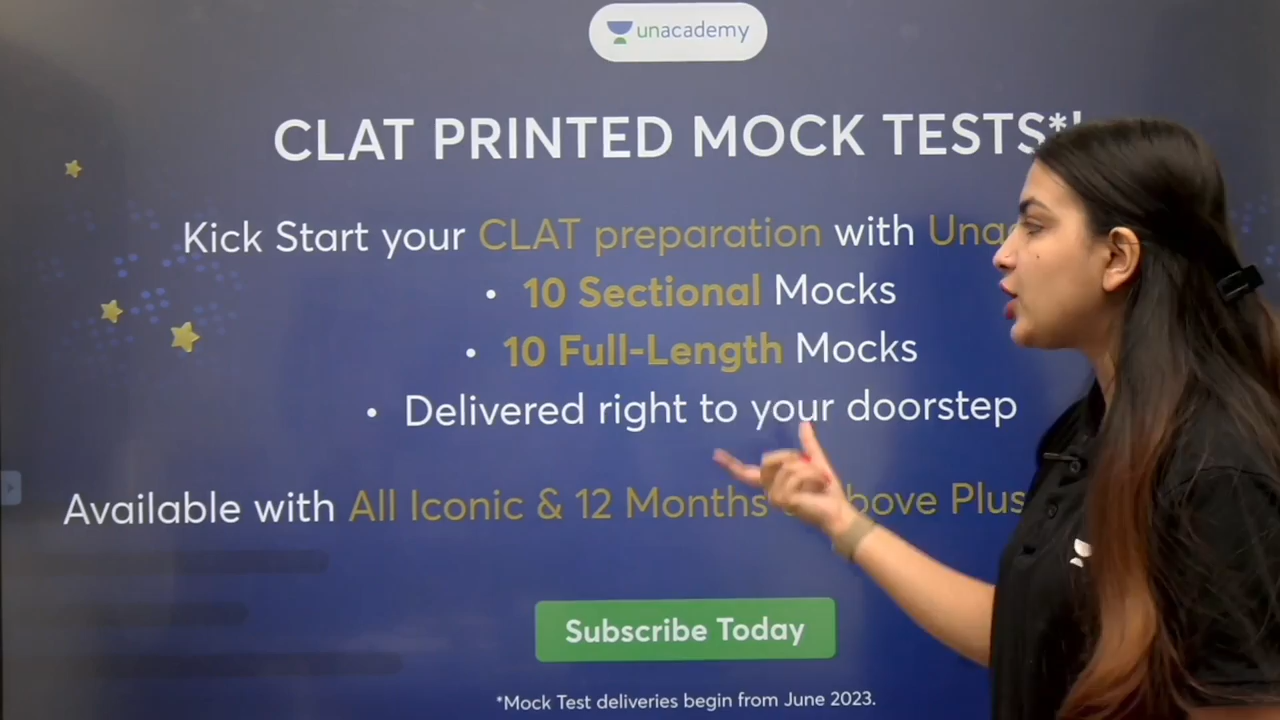 unacademy
CLAT PRINTED MOCK TESTS*!
Kick Start your CLAT preparation with
• 10 Sectional Mocks
• 10 Full-Length Mocks
• Delivered right to your doorstep
Available with All Iconic & 12 Months Plus
Subscribe Today
*Mock Test deliveries begin from June 2023.